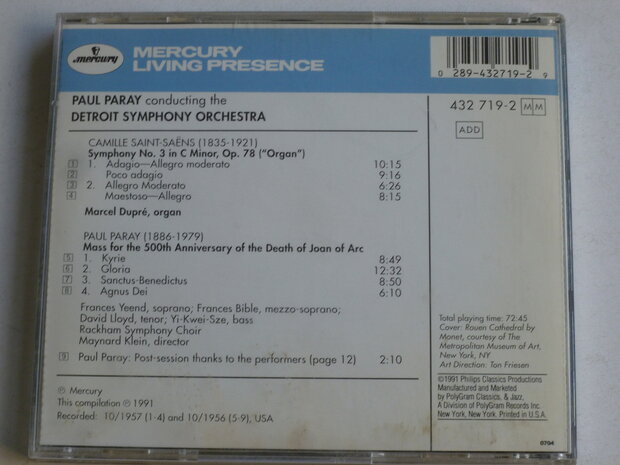 mercury
MERCURY
LIVING PRESENCE
0 289-432719-2 9
PAUL PARAY conducting the
DETROIT SYMPHONY ORCHESTRA
432 719-2 M M
ADD
CAMILLE SAINT-SAËNS (1835-1921)
Symphony No. 3 in C Minor, Op. 78 ("Organ")
1 1. Adagio—Allegro moderato 10:15
2 Poco adagio 9:16
3 2. Allegro Moderato 6:26
4 Maestoso—Allegro 8:15
Marcel Dupré, organ
PAUL PARAY (1886-1979)
Mass for the 500th Anniversary of the Death of Joan of Arc
5 1. Kyrie 8:49
6 2. Gloria 12:32
7 3. Sanctus-Benedictus 8:50
8 4. Agnus Dei 6:10
Frances Yeend, soprano; Frances Bible, mezzo-soprano;
David Lloyd, tenor; Yi-Kwei-Sze, bass
Rackham Symphony Choir
Maynard Klein, director
9 Paul Paray: Post-session thanks to the performers (page 12) 2:10
℗ Mercury
This compilation ℗ 1991
Recorded: 10/1957 (1-4) and 10/1956 (5-9), USA
Total playing time: 72:45
Cover: Rouen Cathedral by
Monet, courtesy of The
Metropolitan Museum of Art,
New York, NY
Art Direction: Ton Friesen
©1991 Philips Classics Productions
Manufactured and Marketed
by PolyGram Classics, & Jazz,
A Division of PolyGram Records Inc.
New York, New York. Printed in U.S.A.
0704